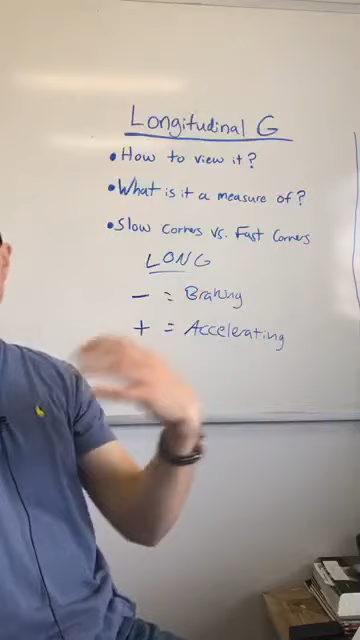 Longitudinal G
•How to view it?
•What is it a measure of?
•Slow Corners vs. Fast Corners
LONG
- = Braking
+ = Accelerating